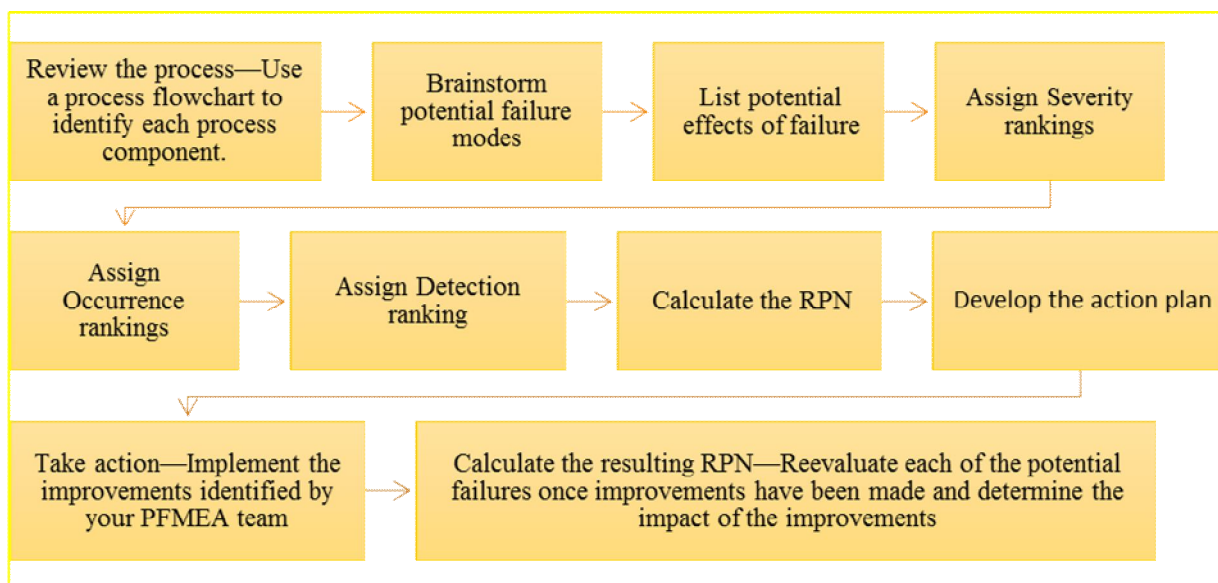 Review the process—Use
a process flowchart to
identify each process
component.
Brainstorm
potential failure
modes
List potential
effects of failure
Assign Severity
rankings
Assign
Occurrence
rankings
Assign Detection
ranking
Calculate the RPN
Develop the action plan
Take action—Implement the
improvements identified by
your PFMEA team
Calculate the resulting RPN—Reevaluate each of the potential
failures once improvements have been made and determine the
impact of the improvements